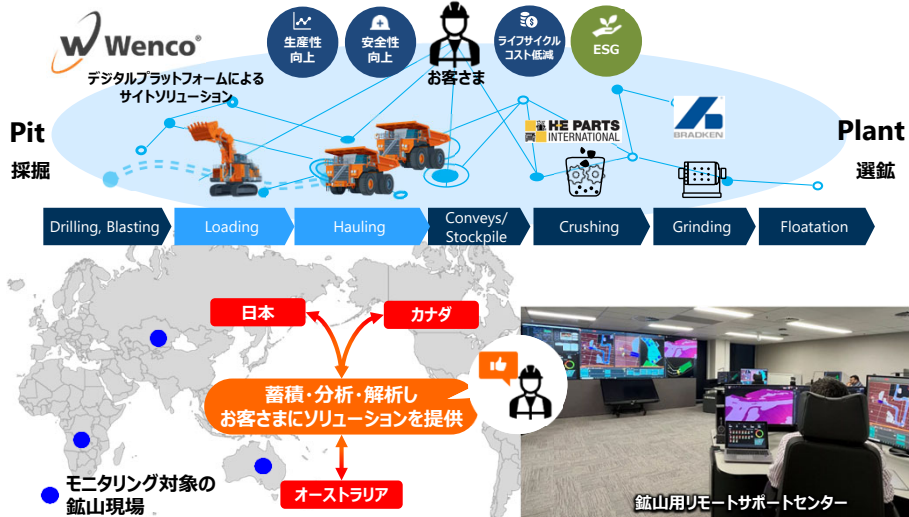 Wenco®
デジタルプラットフォームによる
サイトソリューション
生産性
向上
安全性
向上
お客さま
ライフサイクル
コスト低減
ESG
Pit
採掘
H-E PARTS
INTERNATIONAL
BRADKEN
Plant
選鉱
Drilling, Blasting
Loading
Hauling
Conveys/
Stockpile
Crushing
Grinding
Floatation
日本
カナダ
蓄積・分析・解析し
お客さまにソリューションを提供
オーストラリア
モニタリング対象の
鉱山現場
鉱山用リモートサポートセンター